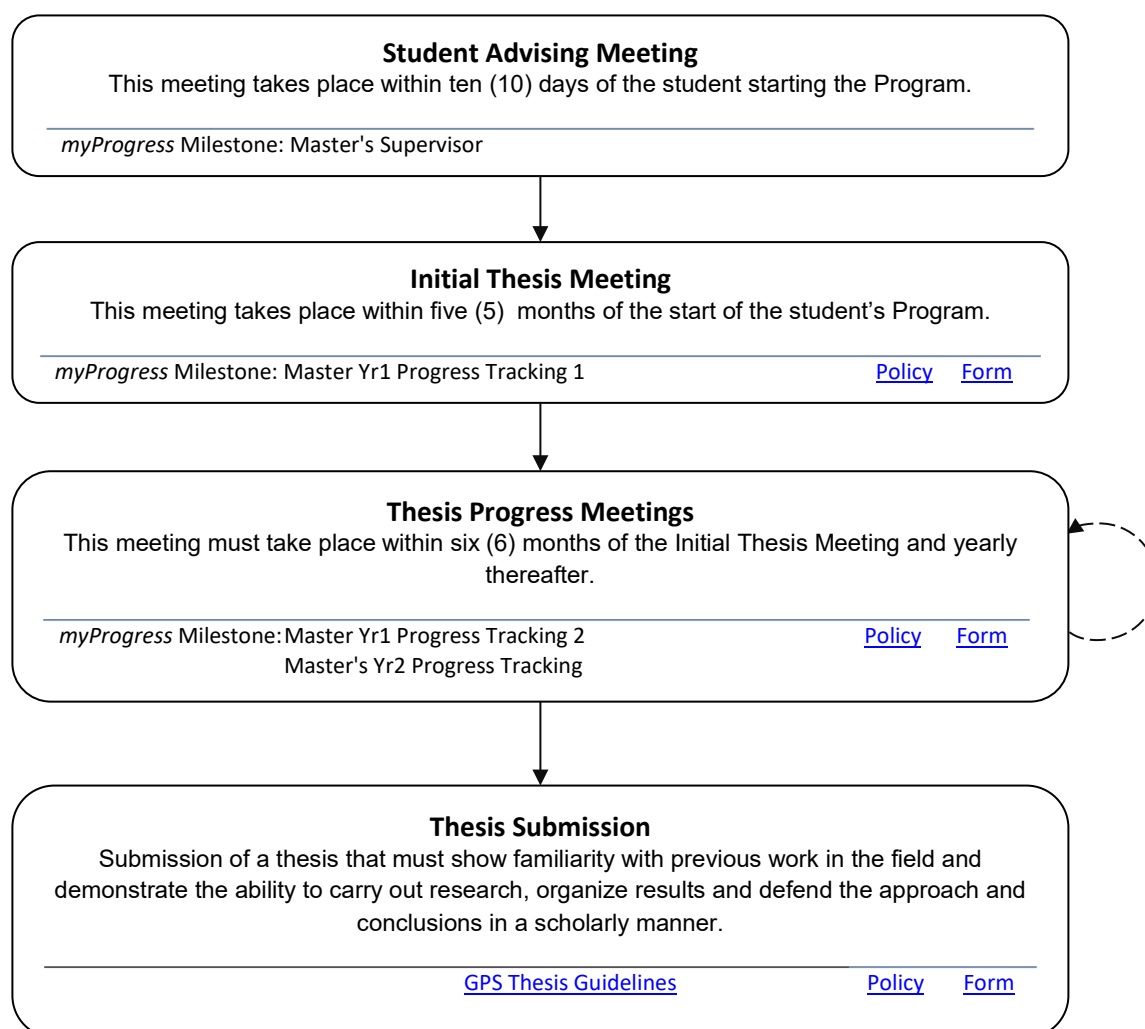 Student Advising Meeting
This meeting takes place within ten (10) days of the student starting the Program.
myProgress Milestone: Master's Supervisor
Initial Thesis Meeting
This meeting takes place within five (5)  months of the start of the student’s Program.
myProgress Milestone: Master Yr1 Progress Tracking 1 Policy Form
Thesis Progress Meetings
This meeting must take place within six (6) months of the Initial Thesis Meeting and yearly
thereafter.
myProgress Milestone: Master Yr1 Progress Tracking 2 Policy Form
Master's Yr2 Progress Tracking
Thesis Submission
Submission of a thesis that must show familiarity with previous work in the field and
demonstrate the ability to carry out research, organize results and defend the approach and
conclusions in a scholarly manner.
GPS Thesis Guidelines Policy Form